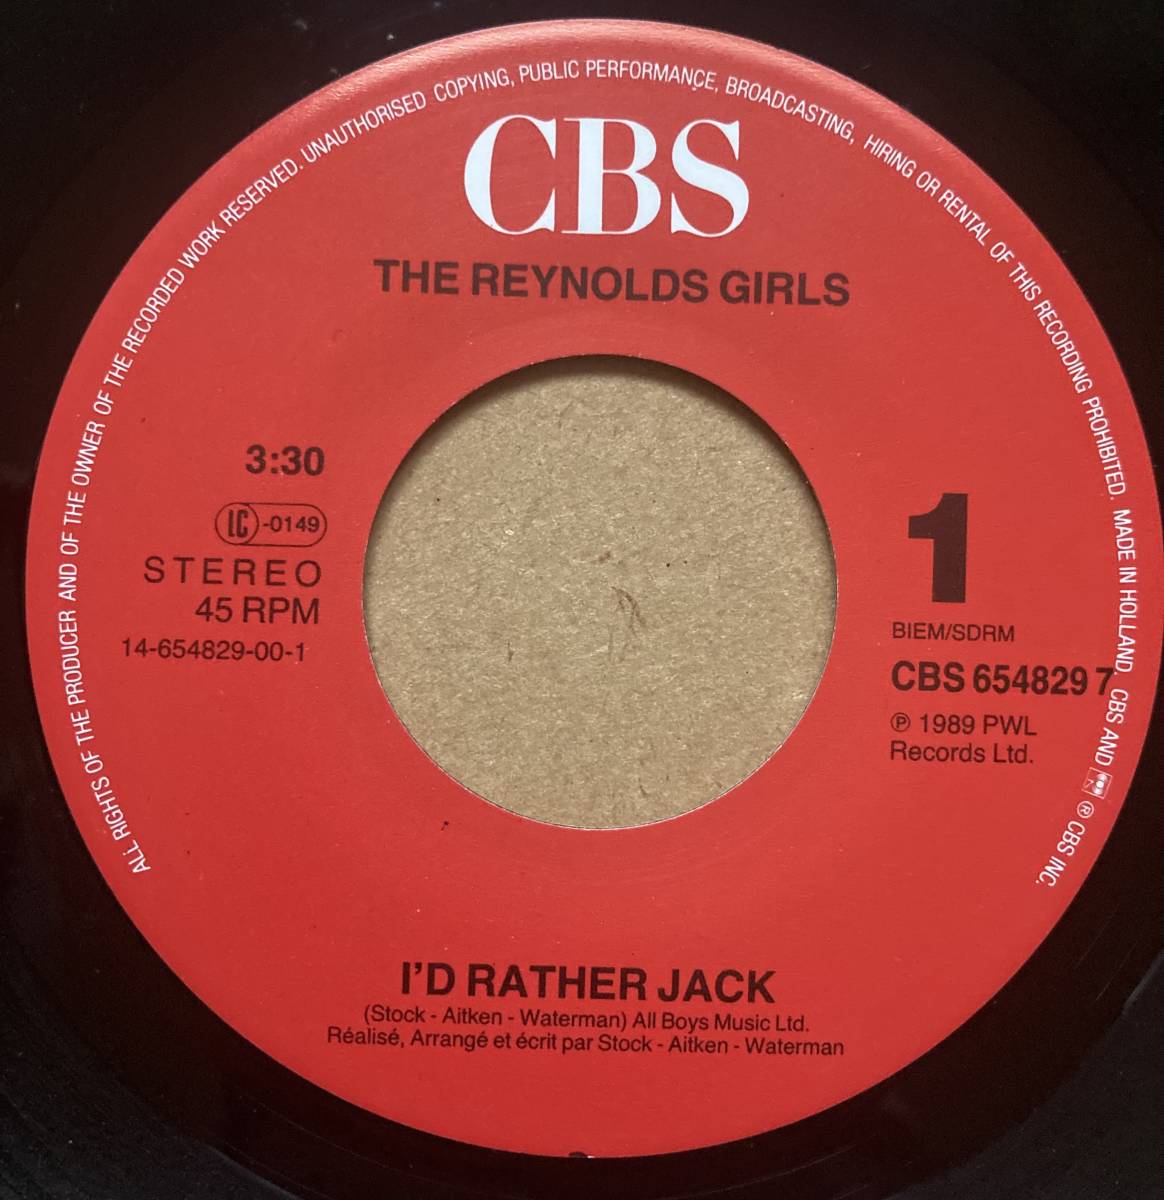 ALL RIGHTS OF THE PRODUCER AND OF THE OWNER OF THE RECORDED WORK RESERVED. UNAUTHORISED COPYING, PUBLIC PERFORMANCE, BROADCASTING, HIRING OR RENTAL OF THIS RECORDING PROHIBITED. MADE IN HOLLAND. CBS AND ® CBS INC.
CBS
THE REYNOLDS GIRLS
3:30
LC-0149
STEREO
45 RPM
14-654829-00-1
1
BIEM/SDRM
CBS 654829 7
℗ 1989 PWL
Records Ltd.
I'D RATHER JACK
(Stock - Aitken - Waterman) All Boys Music Ltd.
Réalisé, Arrangé et écrit par Stock - Aitken - Waterman